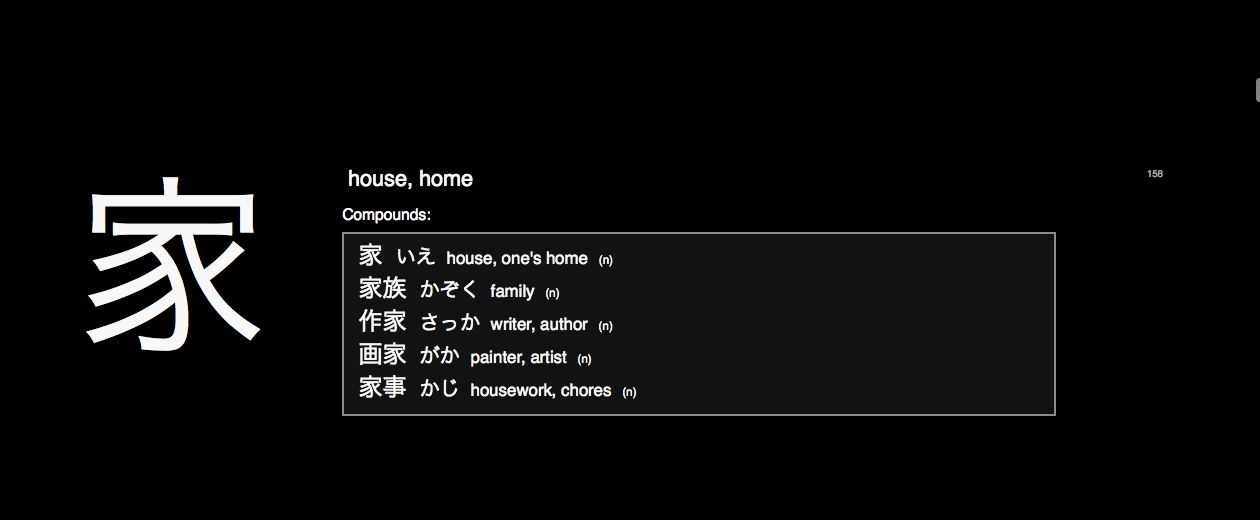 家
house, home
158
Compounds:
家 いえ house, one's home (n)
家族 かぞく family (n)
作家 さっか writer, author (n)
画家 がか painter, artist (n)
家事 かじ housework, chores (n)